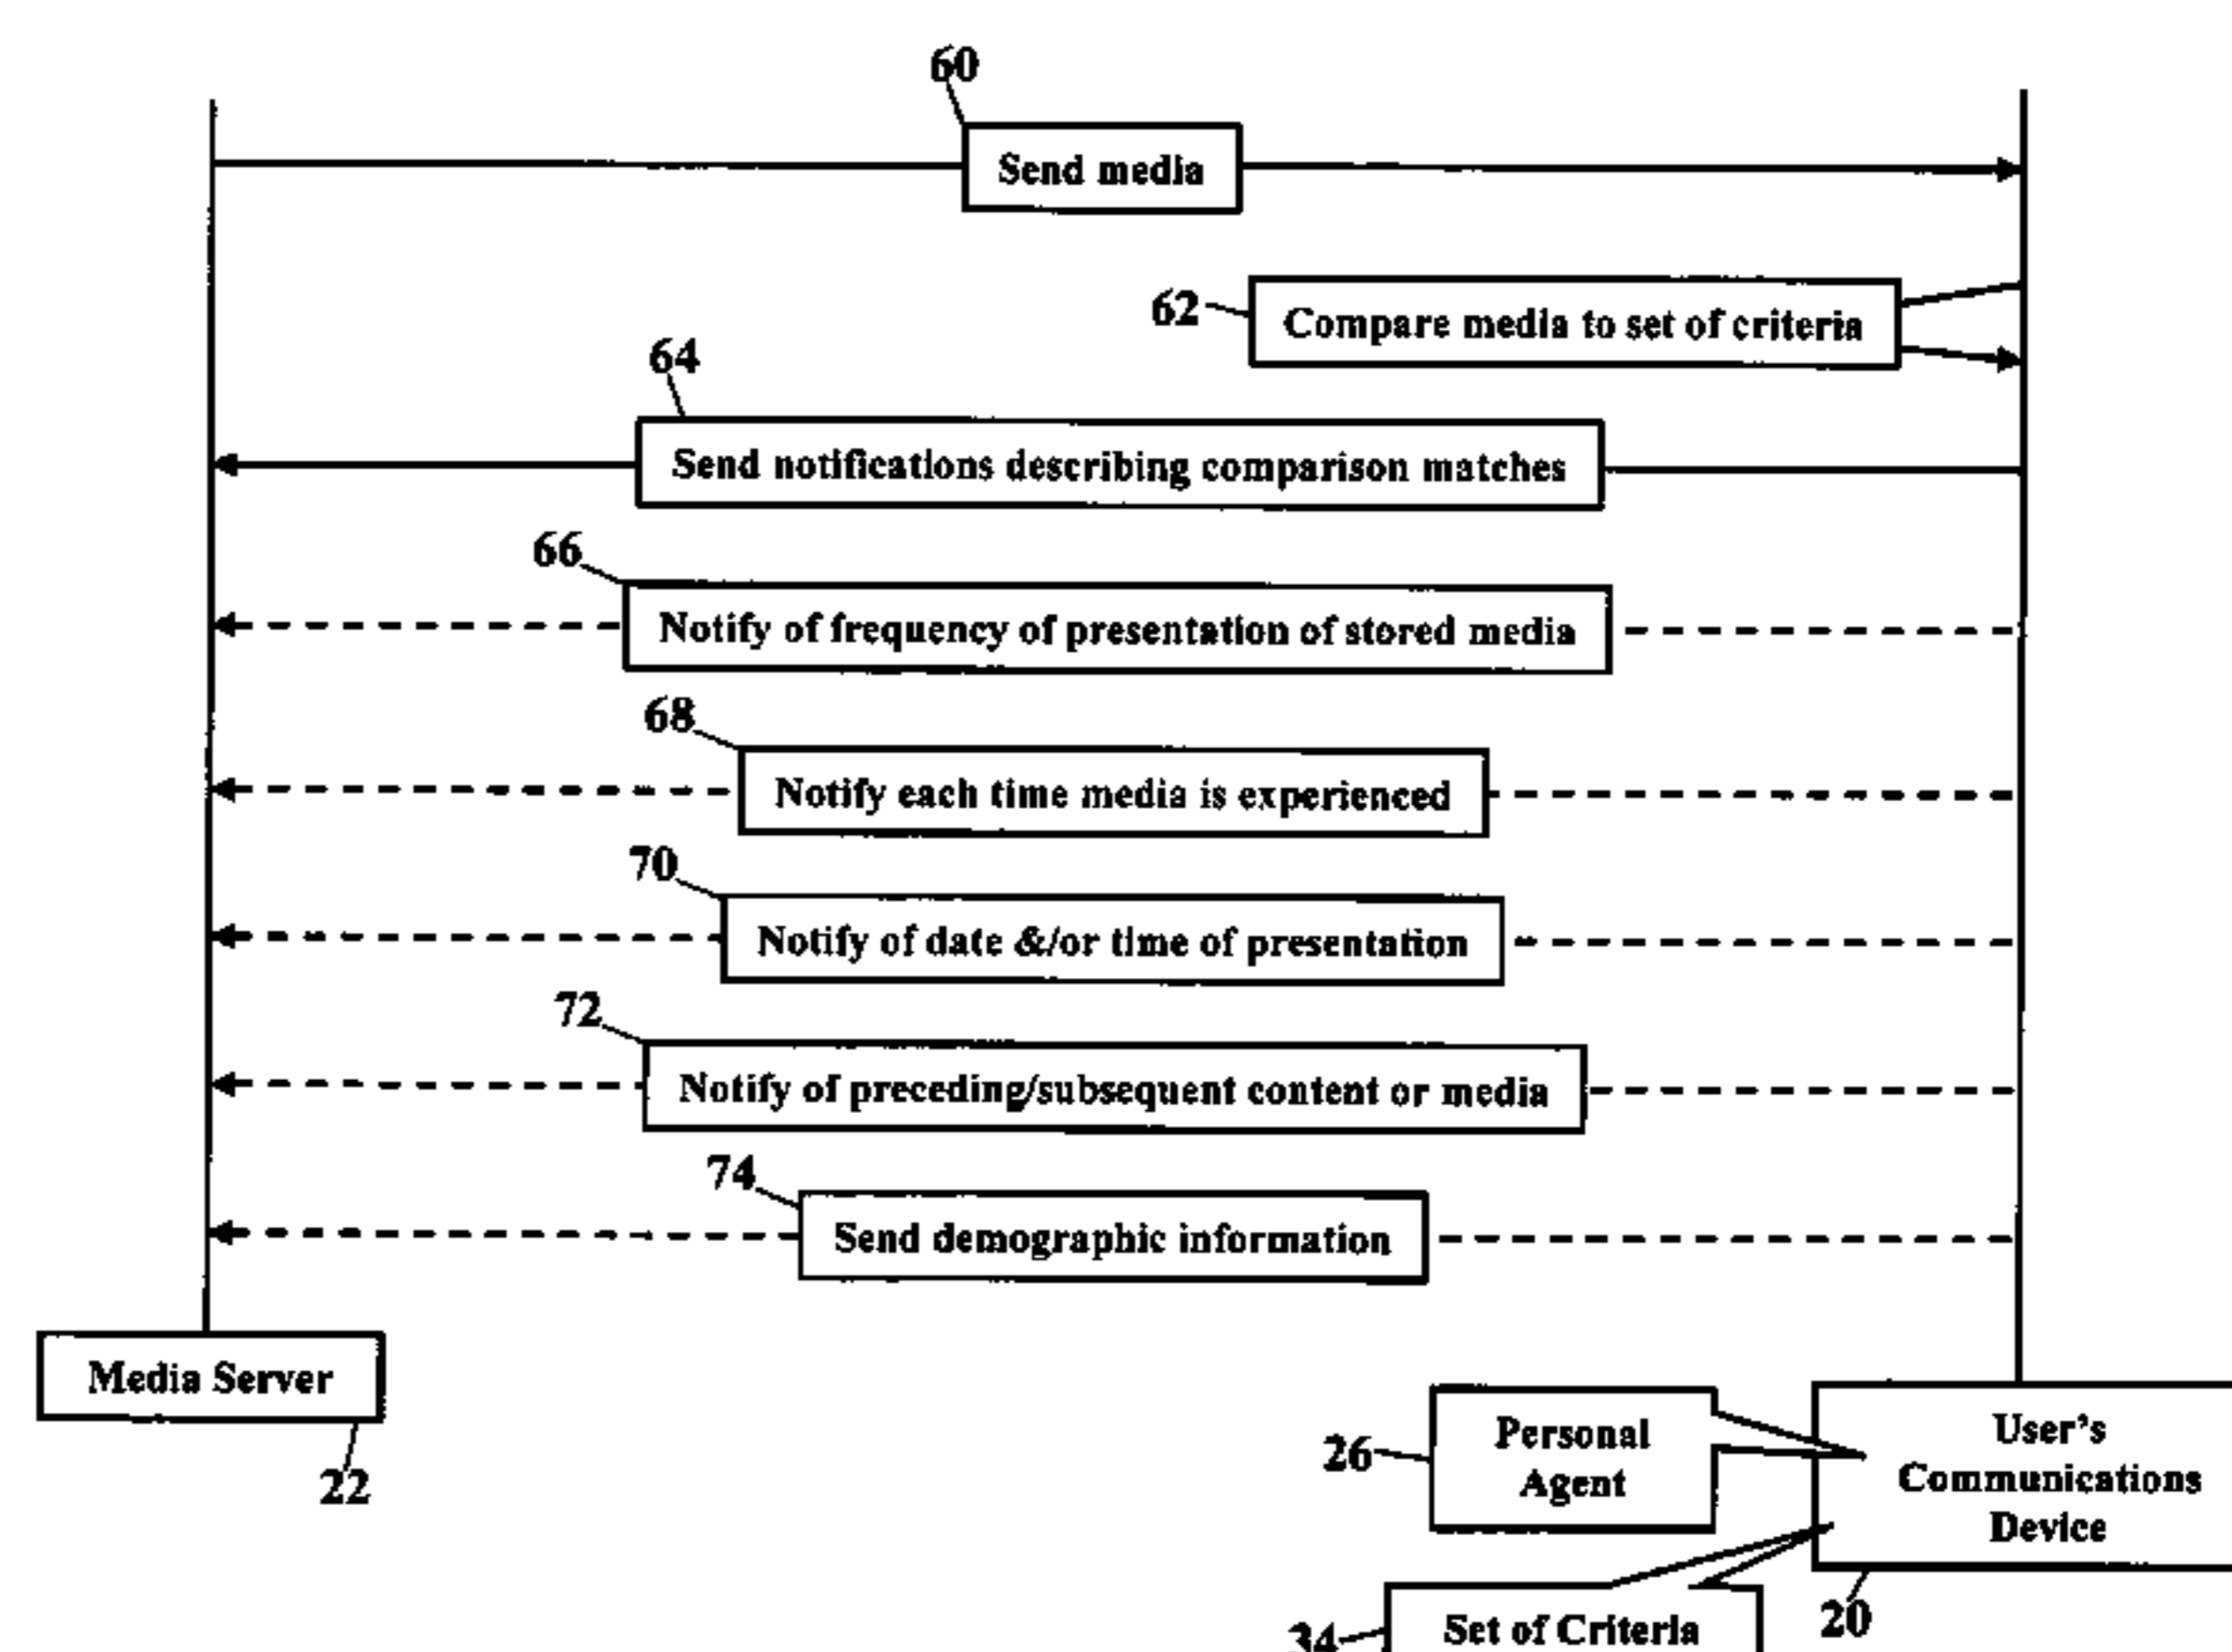 60
Send media
62
Compare media to set of criteria
64
Send notifications describing comparison matches
66
Notify of frequency of presentation of stored media
68
Notify each time media is experienced
70
Notify of date &/or time of presentation
72
Notify of preceding/subsequent content or media
74
Send demographic information
Media Server
22
26
Personal
Agent
User's
Communications
Device
20
34
Set of Criteria